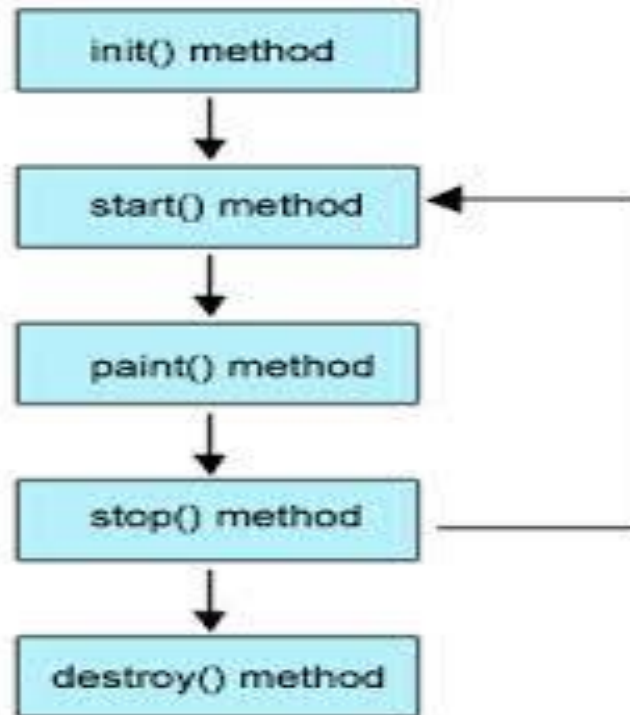 init() method
start() method
paint() method
stop() method
destroy() method